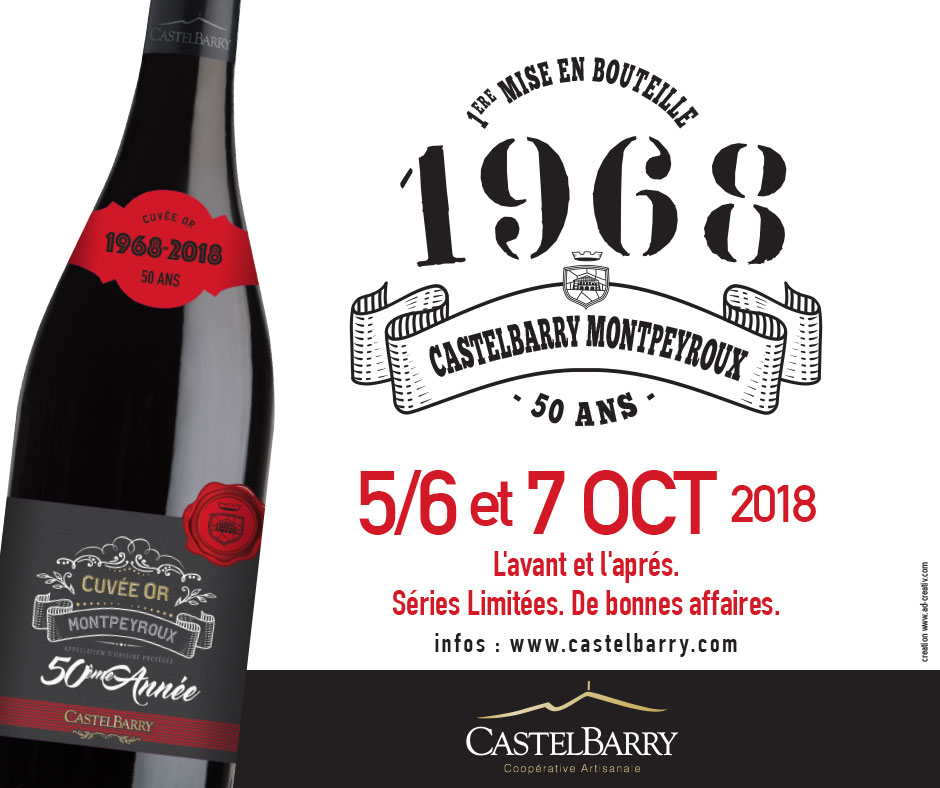 CASTELBARRY
CUVÉE OR
1968-2018
50 ANS
CUVÉE OR
MONTPEYROUX
APPELLATION D'ORIGINE PROTÉGÉE
50ème Année
CASTELBARRY
1ERE MISE EN BOUTEILLE
1968
CASTELBARRY MONTPEYROUX
- 50 ANS -
5/6 et 7 OCT 2018
L'avant et l'aprés.
Séries Limitées. De bonnes affaires.
infos : www.castelbarry.com
creation www.ad-creativ.com
CASTELBARRY
Coopérative Artisanale